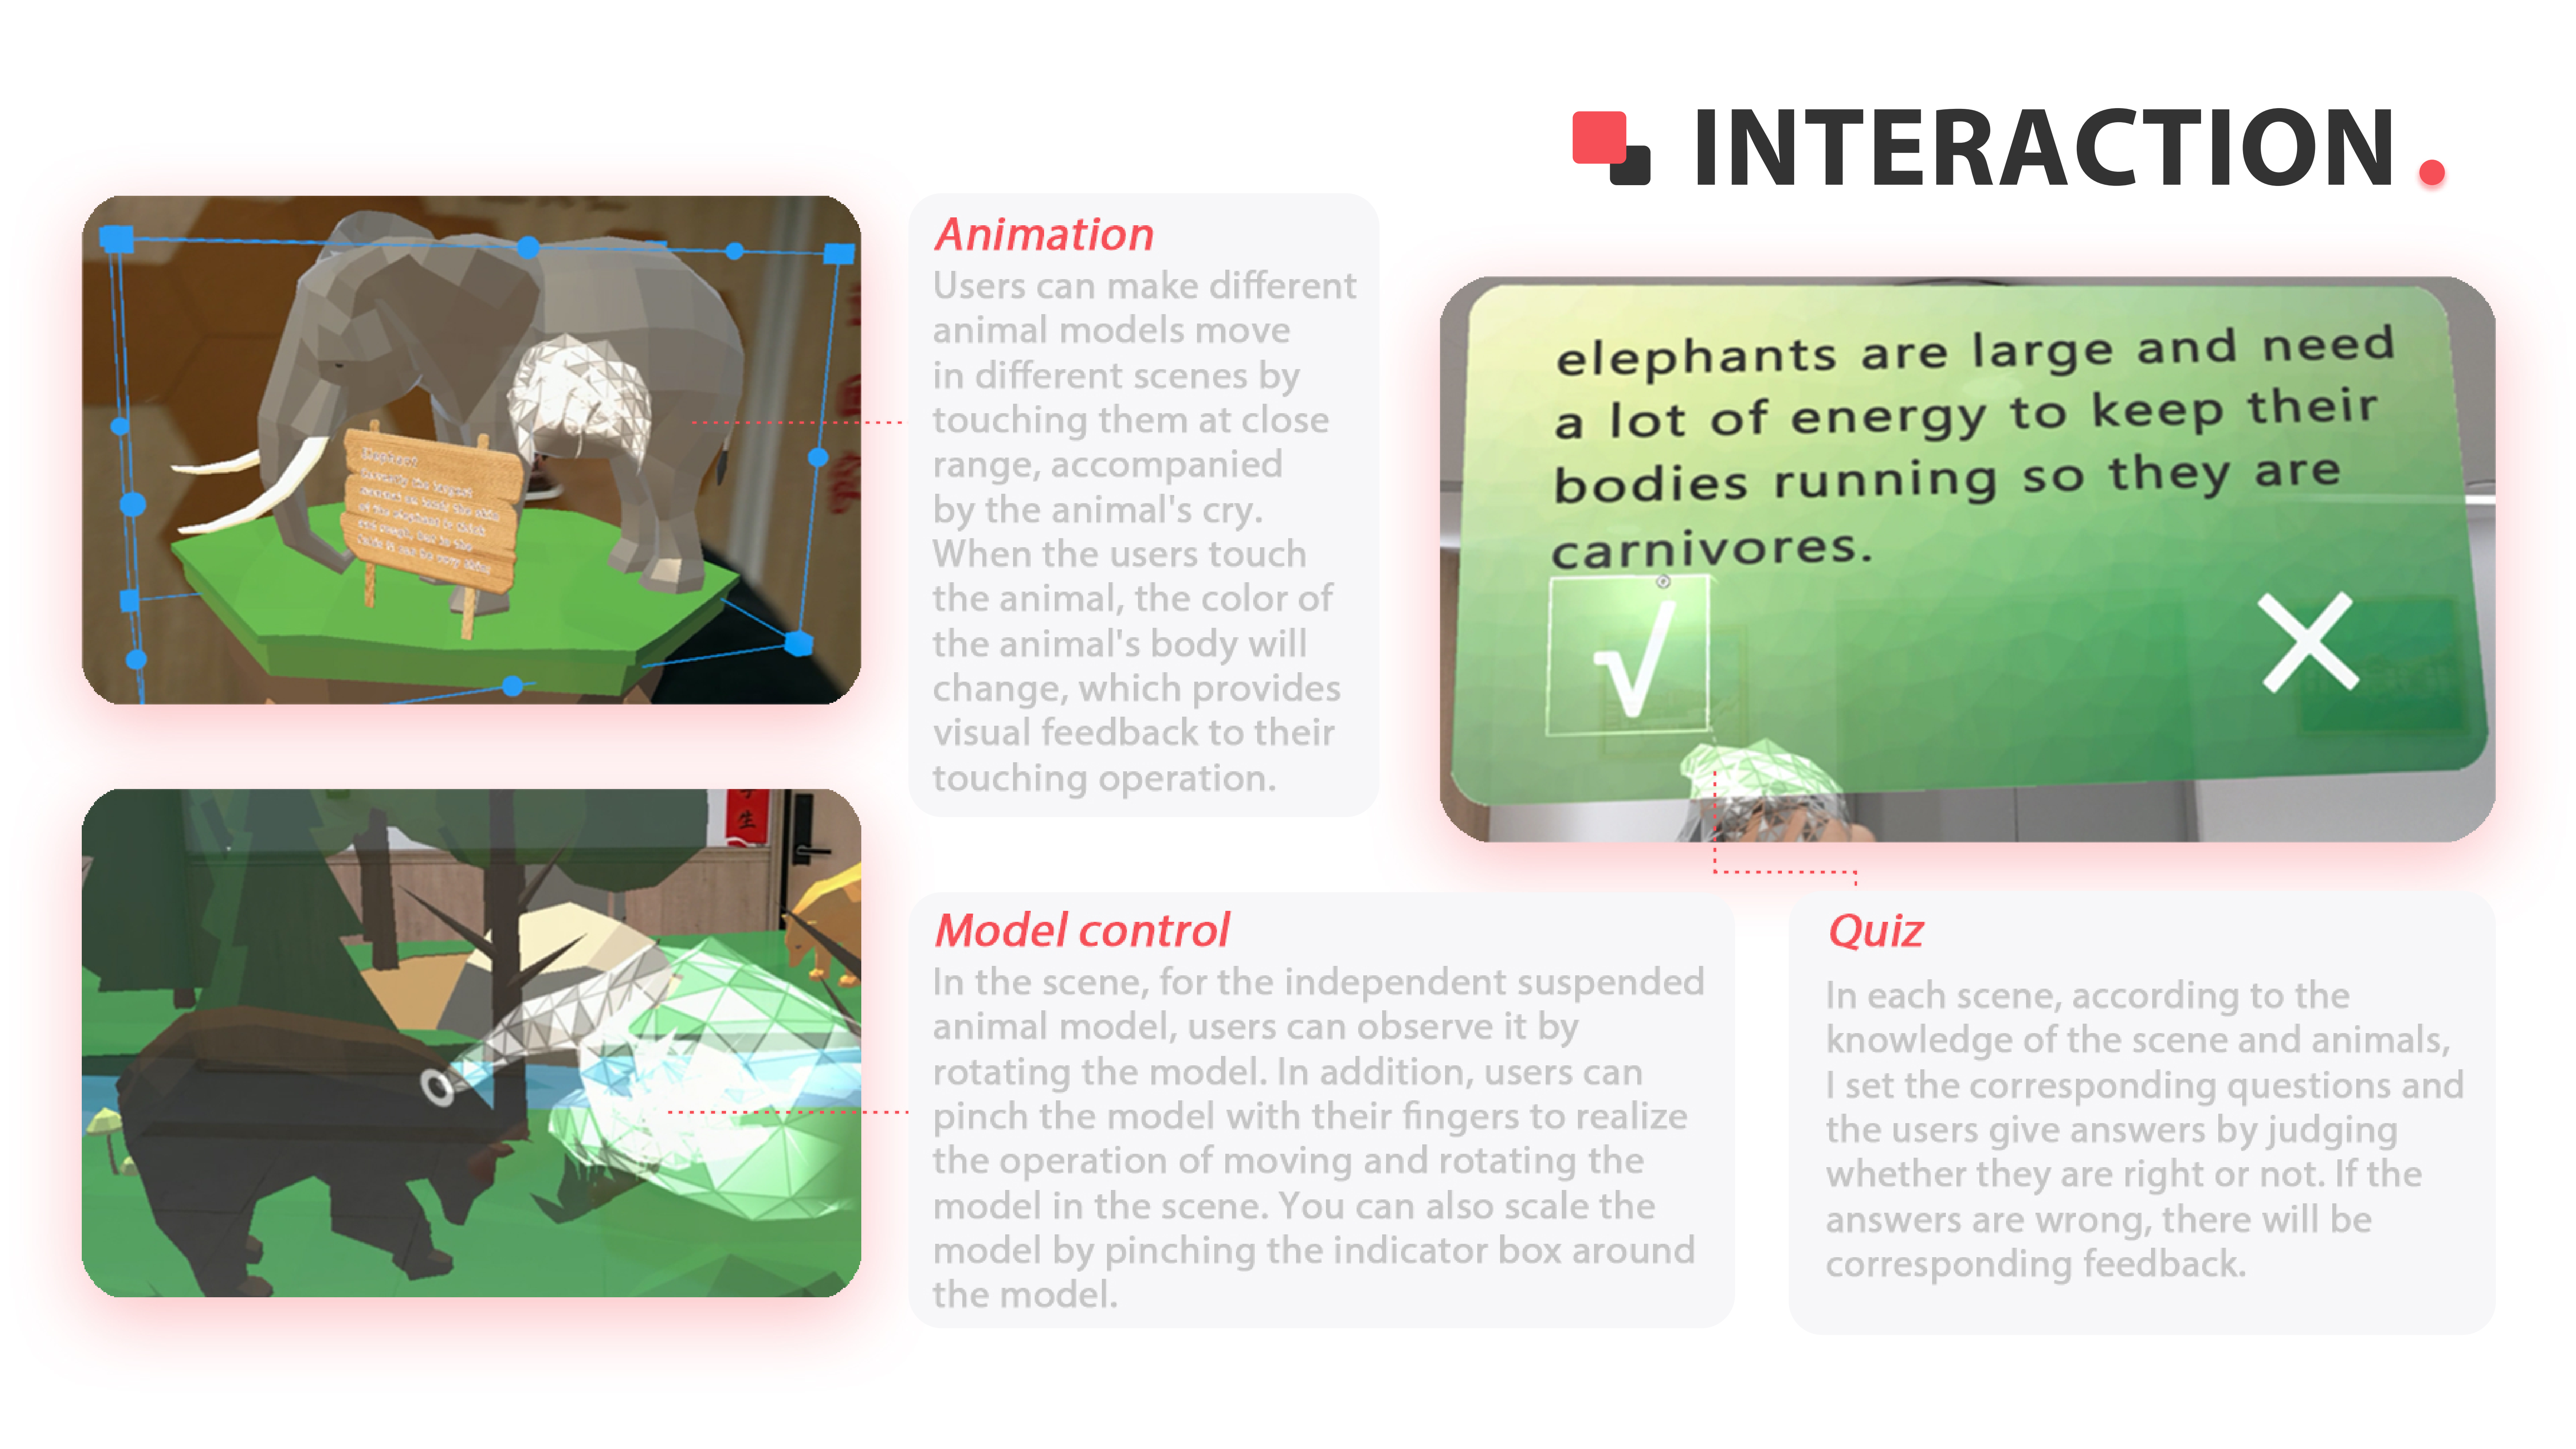 INTERACTION.
Animation
Users can make different
animal models move
in different scenes by
touching them at close
range, accompanied
by the animal's cry.
When the users touch
the animal, the color of
the animal's body will
change, which provides
visual feedback to their
touching operation.
elephants are large and need
a lot of energy to keep their
bodies running so they are
carnivores.
√
×
Elephant
生
Model control
In the scene, for the independent suspended
animal model, users can observe it by
rotating the model. In addition, users can
pinch the model with their fingers to realize
the operation of moving and rotating the
model in the scene. You can also scale the
model by pinching the indicator box around
the model.
Quiz
In each scene, according to the
knowledge of the scene and animals,
I set the corresponding questions and
the users give answers by judging
whether they are right or not. If the
answers are wrong, there will be
corresponding feedback.